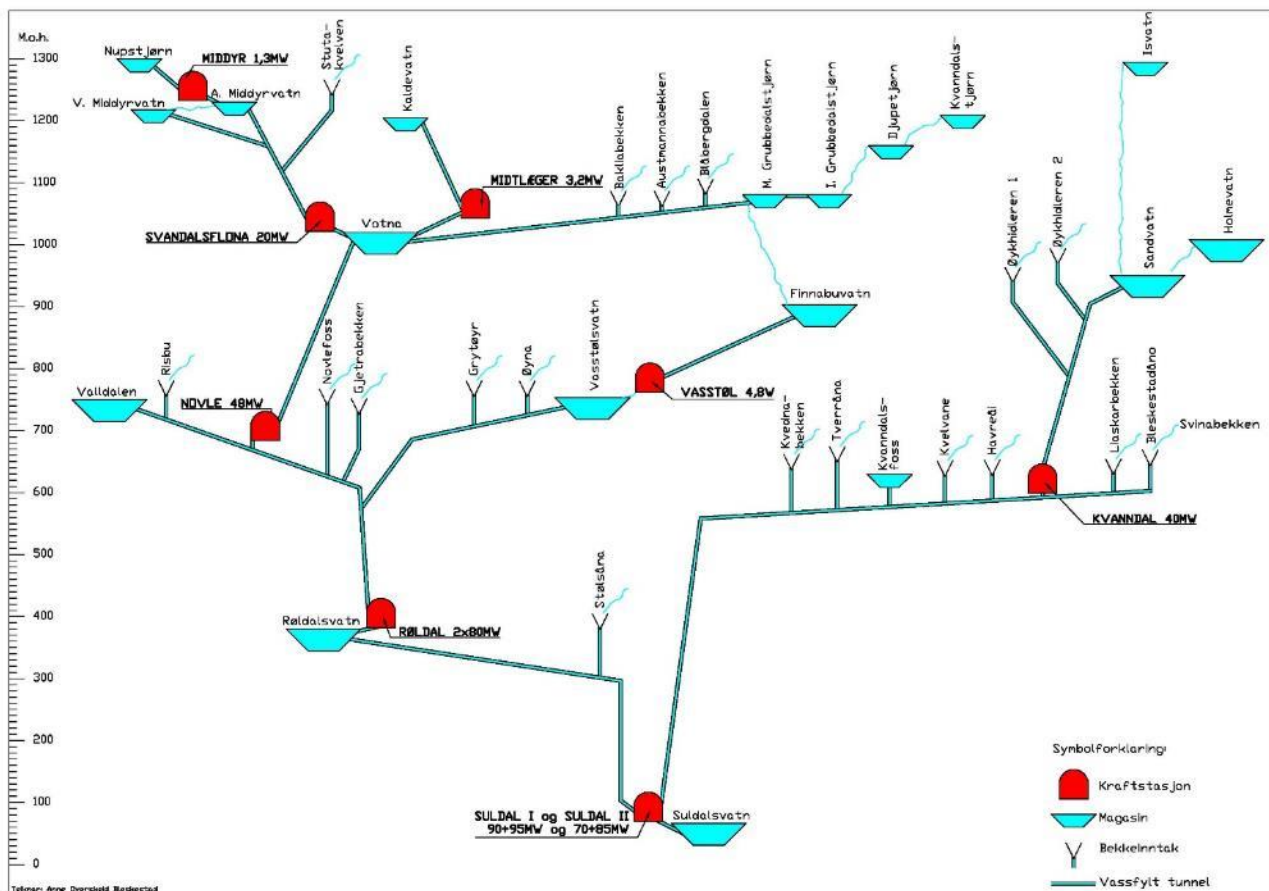 M.o.h.
1300
1200
1100
1000
900
800
700
600
500
400
300
200
100
0
Nupstjørn
MIDDYR 1,3MW
V. Middyrvatn
A. Middyrvatn
Stuta-
kvelven
Kaldevatn
SVANDALSFLONA 20MW
Votna
MIDTLÆGER 3,2MW
Bakllabekken
Austmannabekken
Blåbergdalen
M. Grubbedalstjørn
I. Grubbedalstjørn
Djupetjørn
Kvanndals-
tjørn
Isvatn
Øykhidleren 1
Øykhidleren 2
Sandvatn
Holmevatn
Finnabuvatn
Valldalen
Risbu
NOVLE 48MW
Novlefoss
Gjetrabekken
Grytøyr
Øyna
Vasstølsvatn
VASSTØL 4,8W
Kvedna-
bekken
Tverråna
Kvanndals-
foss
Kvelvane
Havreål
KVANNDAL 40MW
Liaskarbekken
Bleskestadåno
Svinabekken
Røldalsvatn
RØLDAL 2x80MW
Stølsåna
SULDAL I og SULDAL II
90+95MW og 70+85MW
Suldalsvatn
Symbolforklaring:
Kraftstasjon
Magasin
Bekkeinntak
Vassfylt tunnel